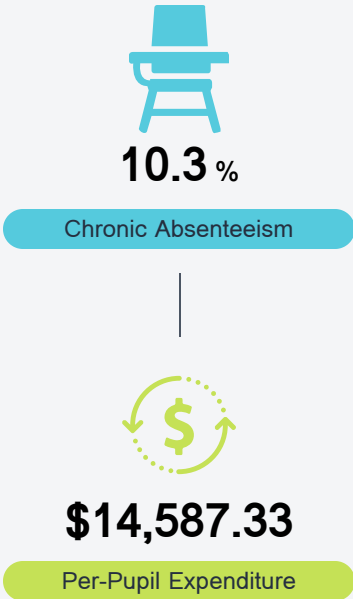 10.3 %
Chronic Absenteeism
$
$14,587.33
Per-Pupil Expenditure